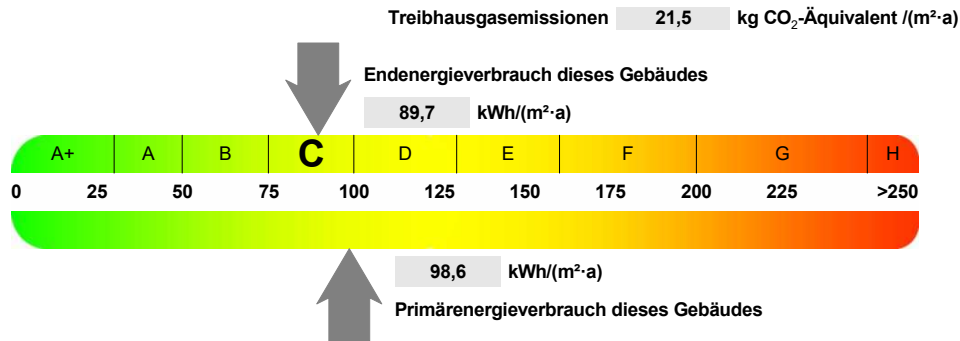 Treibhausgasemissionen 21,5 kg CO₂-Äquivalent /(m²·a)
Endenergieverbrauch dieses Gebäudes
89,7 kWh/(m²·a)
A+ A B C D E F G H
0 25 50 75 100 125 150 175 200 225 >250
98,6 kWh/(m²·a)
Primärenergieverbrauch dieses Gebäudes